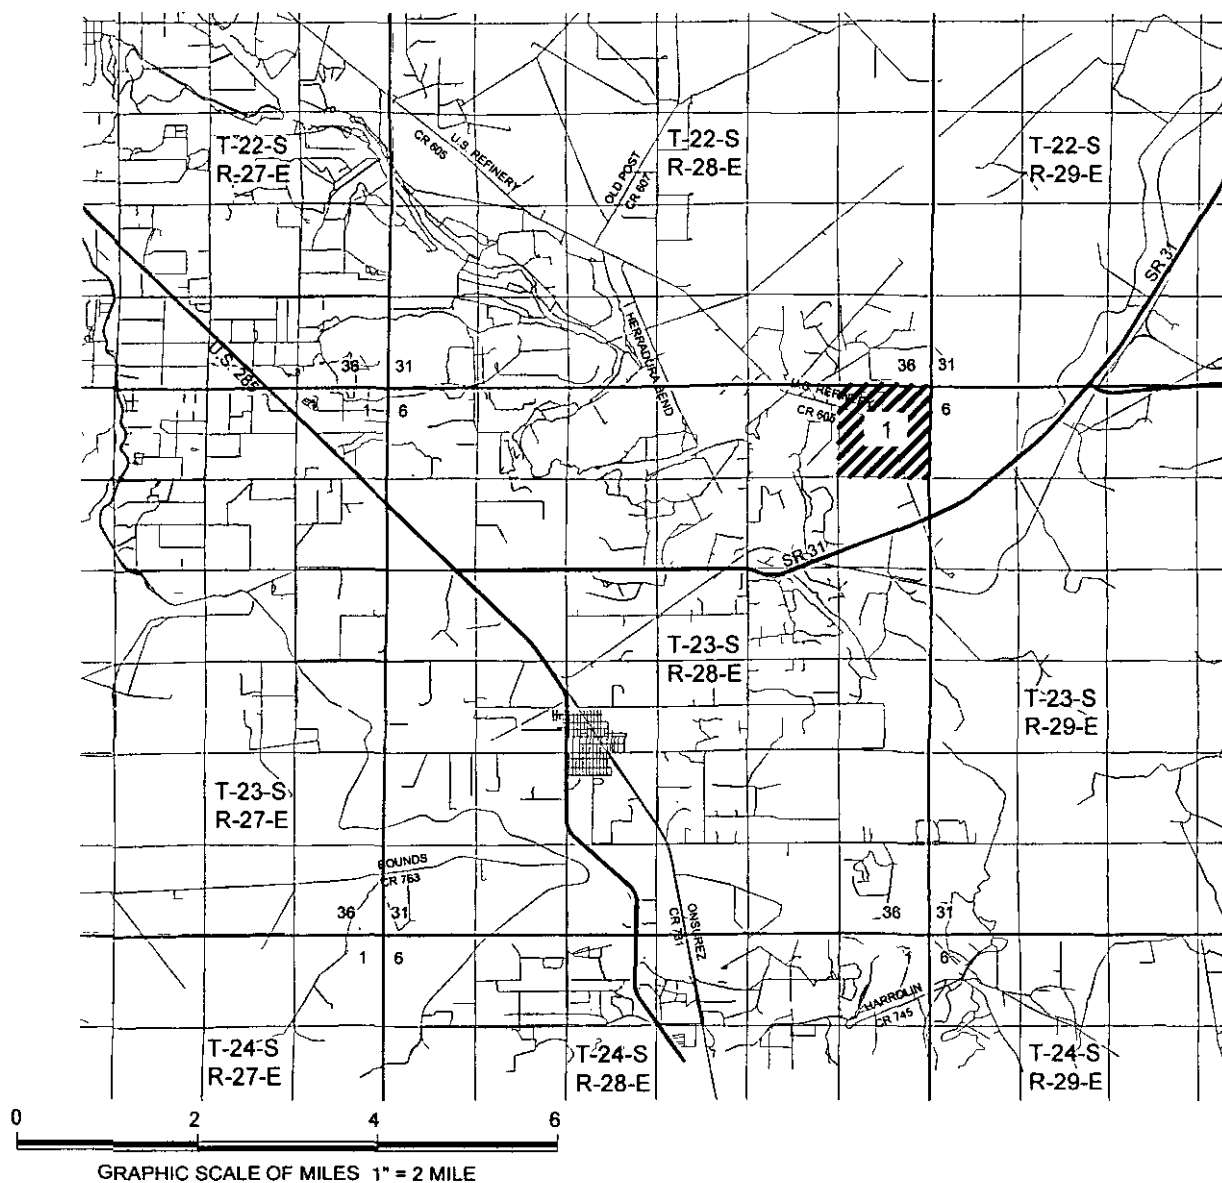 T-22-S
R-27-E
T-22-S
R-28-E
T-22-S
R-29-E
U.S. REFINERY
CR 605
OLD POST
CR 607
SR 31
HERRADURA BEND
U.S. 285
36 31
1 6
36 31
6
U.S. REFINERY
CR 605
1
SR 31
T-23-S
R-28-E
T-23-S
R-29-E
T-23-S
R-27-E
BOUNDS
CR 763
36 31
1 6
ONSUREZ
CR 731
36 31
1 6
HARROLIN
CR 745
T-24-S
R-27-E
T-24-S
R-28-E
T-24-S
R-29-E
0 2 4 6
GRAPHIC SCALE OF MILES 1" = 2 MILE